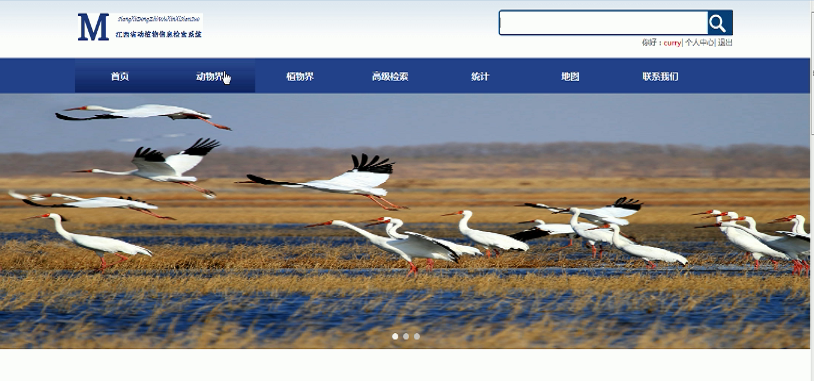 M
江西省动植物信息检索系统
你好：curry| 个人中心| 退出
首页 动物界 植物界 高级检索 统计 地图 联系我们